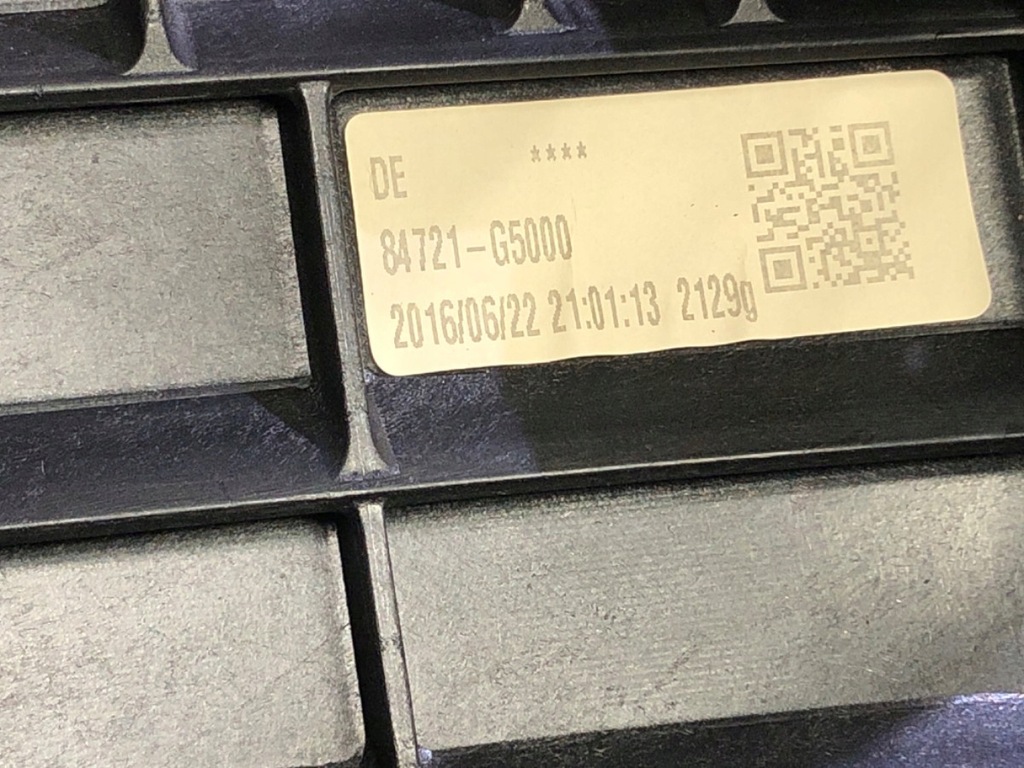 DE ****
84721-G5000
2016/06/22 21:01:13 2129g